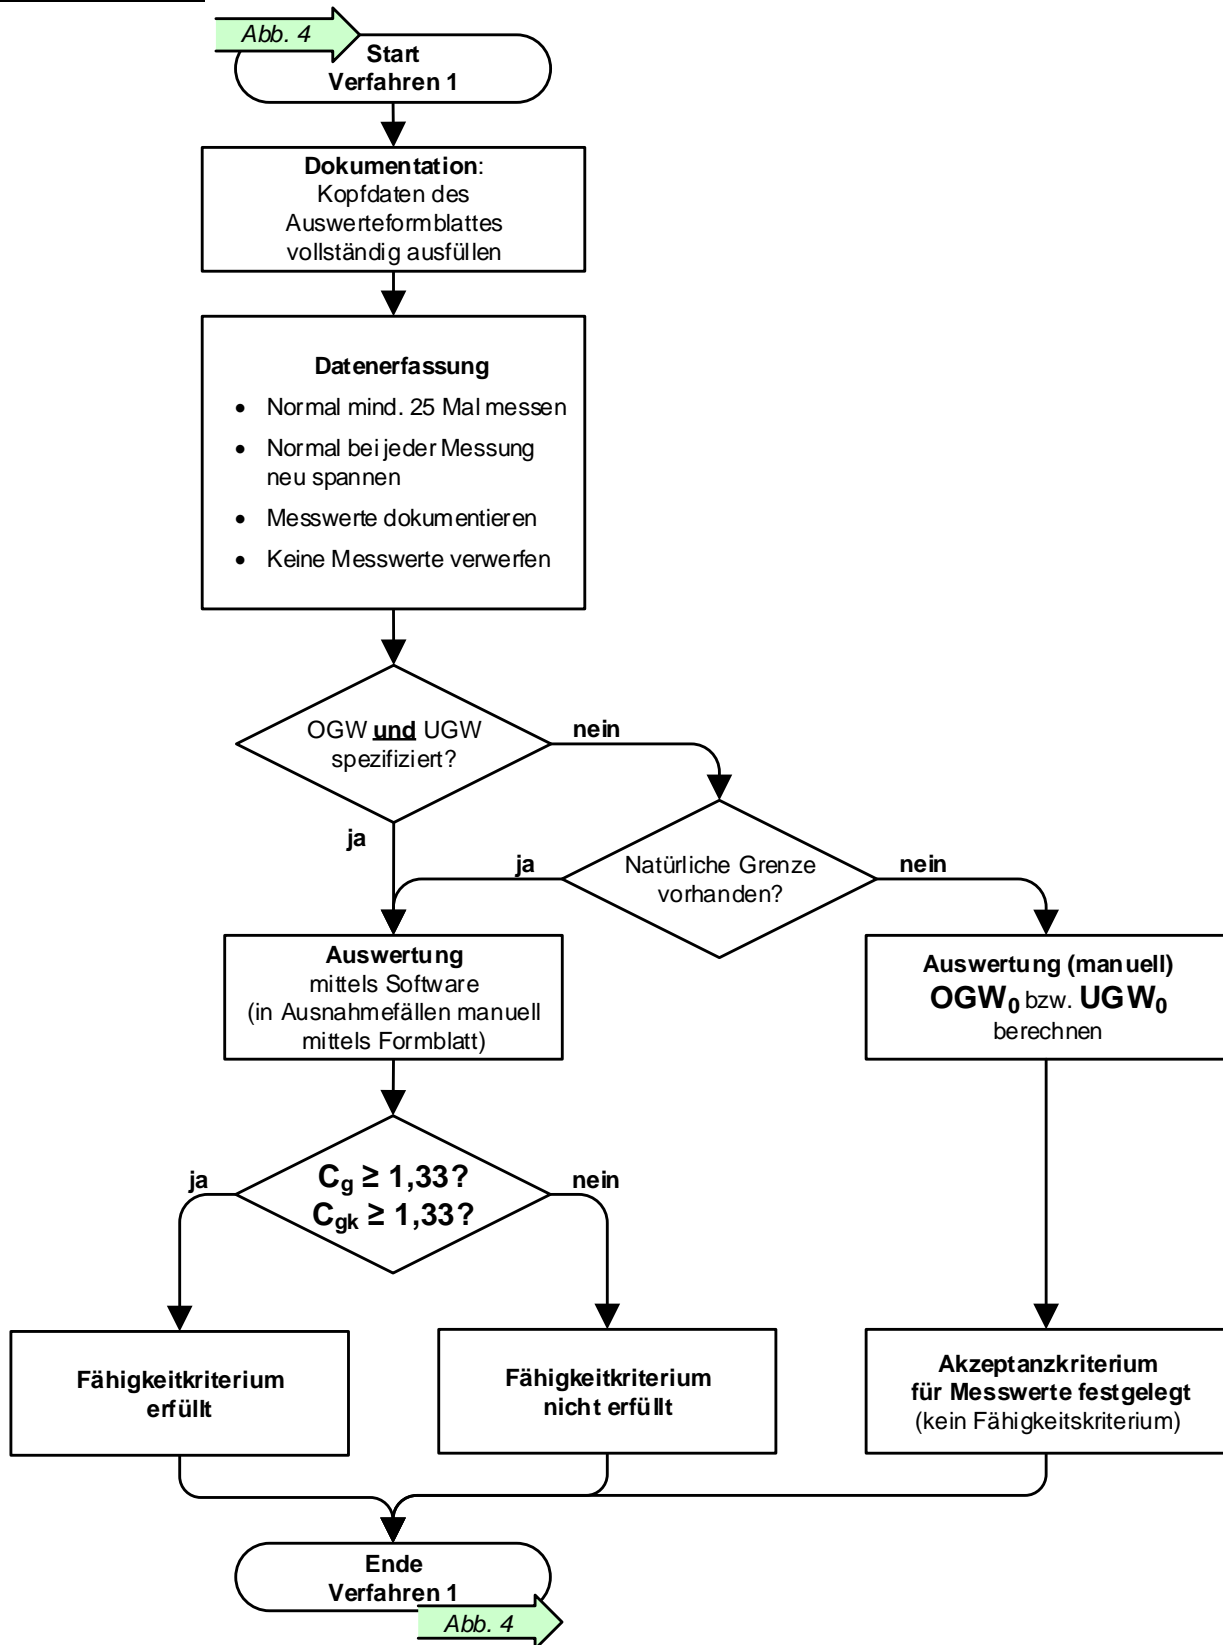 Abb. 4
Start
Verfahren 1
Dokumentation:
Kopfdaten des
Auswerteformblattes
vollständig ausfüllen
Datenerfassung
• Normal mind. 25 Mal messen
• Normal bei jeder Messung
neu spannen
• Messwerte dokumentieren
• Keine Messwerte verwerfen
OGW und UGW
spezifiziert?
nein
ja
Natürliche Grenze
vorhanden?
ja
nein
Auswertung
mittels Software
(in Ausnahmefällen manuell
mittels Formblatt)
Auswertung (manuell)
OGW₀ bzw. UGW₀
berechnen
Cg ≥ 1,33?
Cgk ≥ 1,33?
ja
nein
Fähigkeitkriterium
erfüllt
Fähigkeitkriterium
nicht erfüllt
Akzeptanzkriterium
für Messwerte festgelegt
(kein Fähigkeitskriterium)
Ende
Verfahren 1
Abb. 4